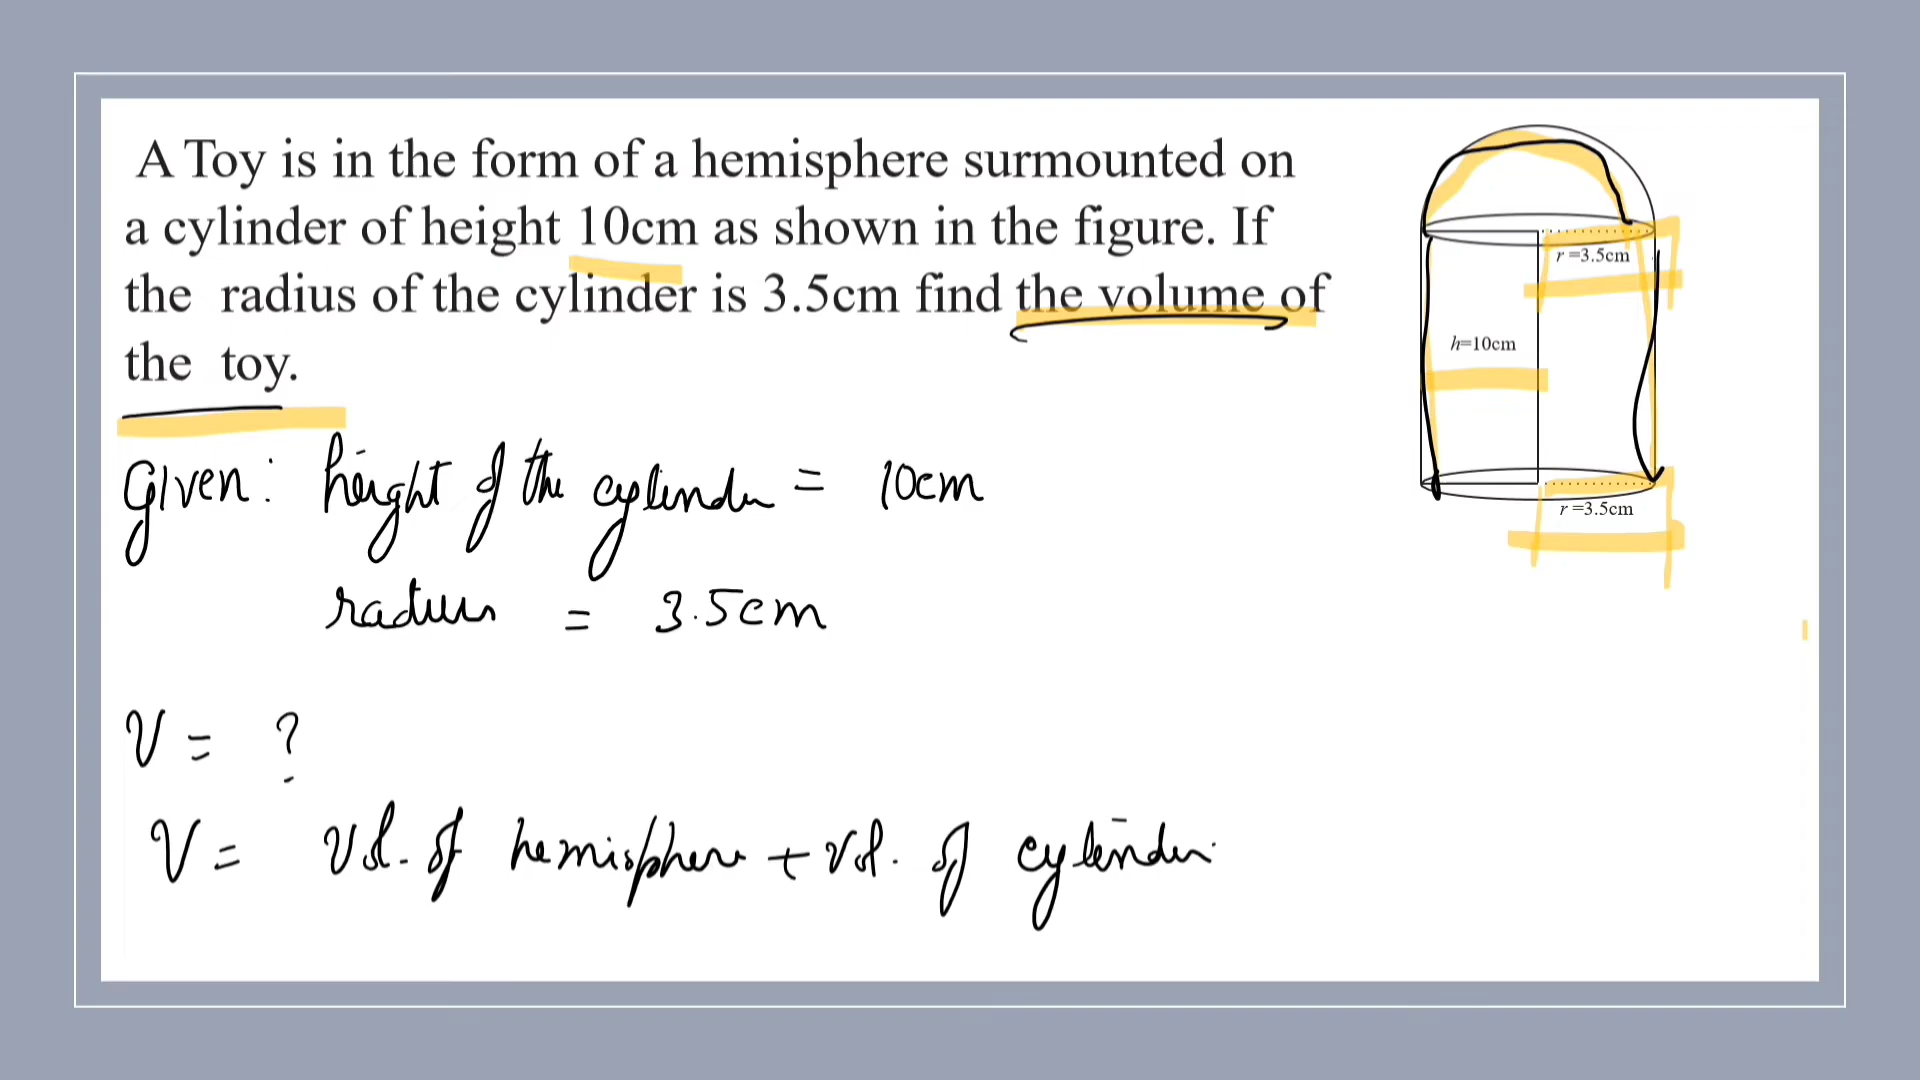 A Toy is in the form of a hemisphere surmounted on
a cylinder of height 10cm as shown in the figure. If
the radius of the cylinder is 3.5cm find the volume of
the toy.
r =3.5cm
h=10cm
r =3.5cm
Given: height of the cylinder = 10cm
radius = 3.5cm
V = ?
V = Vol. of hemisphere + Vol. of cylinder